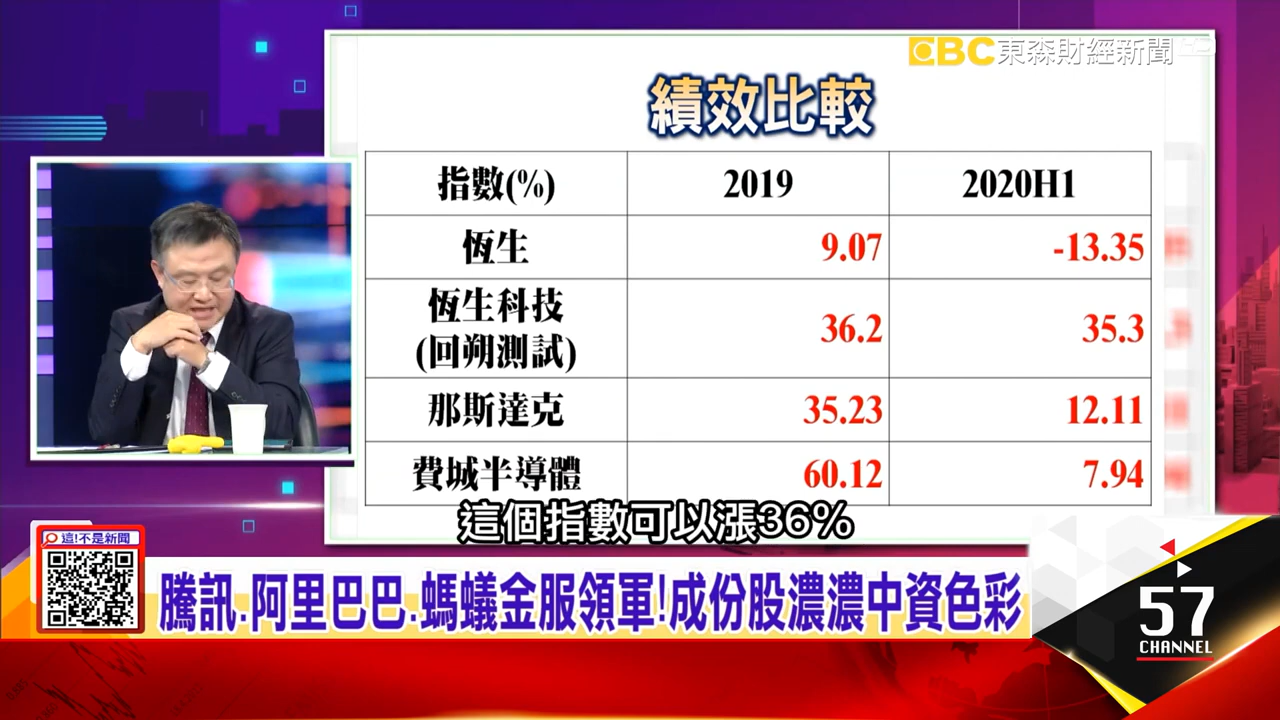 EBC 東森財經新聞
績效比較
指數(%) 2019 2020H1
恆生 9.07 -13.35
恆生科技
(回朔測試) 36.2 35.3
那斯達克 35.23 12.11
費城半導體 60.12 7.94
這個指數可以漲36%
這!不是新聞
騰訊.阿里巴巴.螞蟻金服領軍!成份股濃濃中資色彩
57
CHANNEL